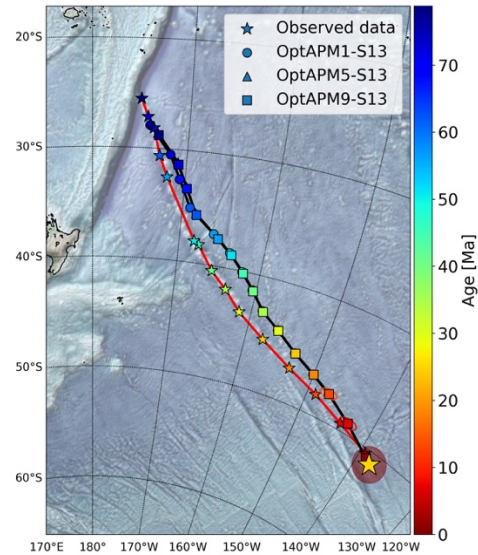 20°S
30°S
40°S
50°S
60°S
170°E 180° 170°W 160°W 150°W 140°W 130°W 120°W
Observed data
OptAPM1-S13
OptAPM5-S13
OptAPM9-S13
0
10
20
30
40
50
60
70
Age [Ma]